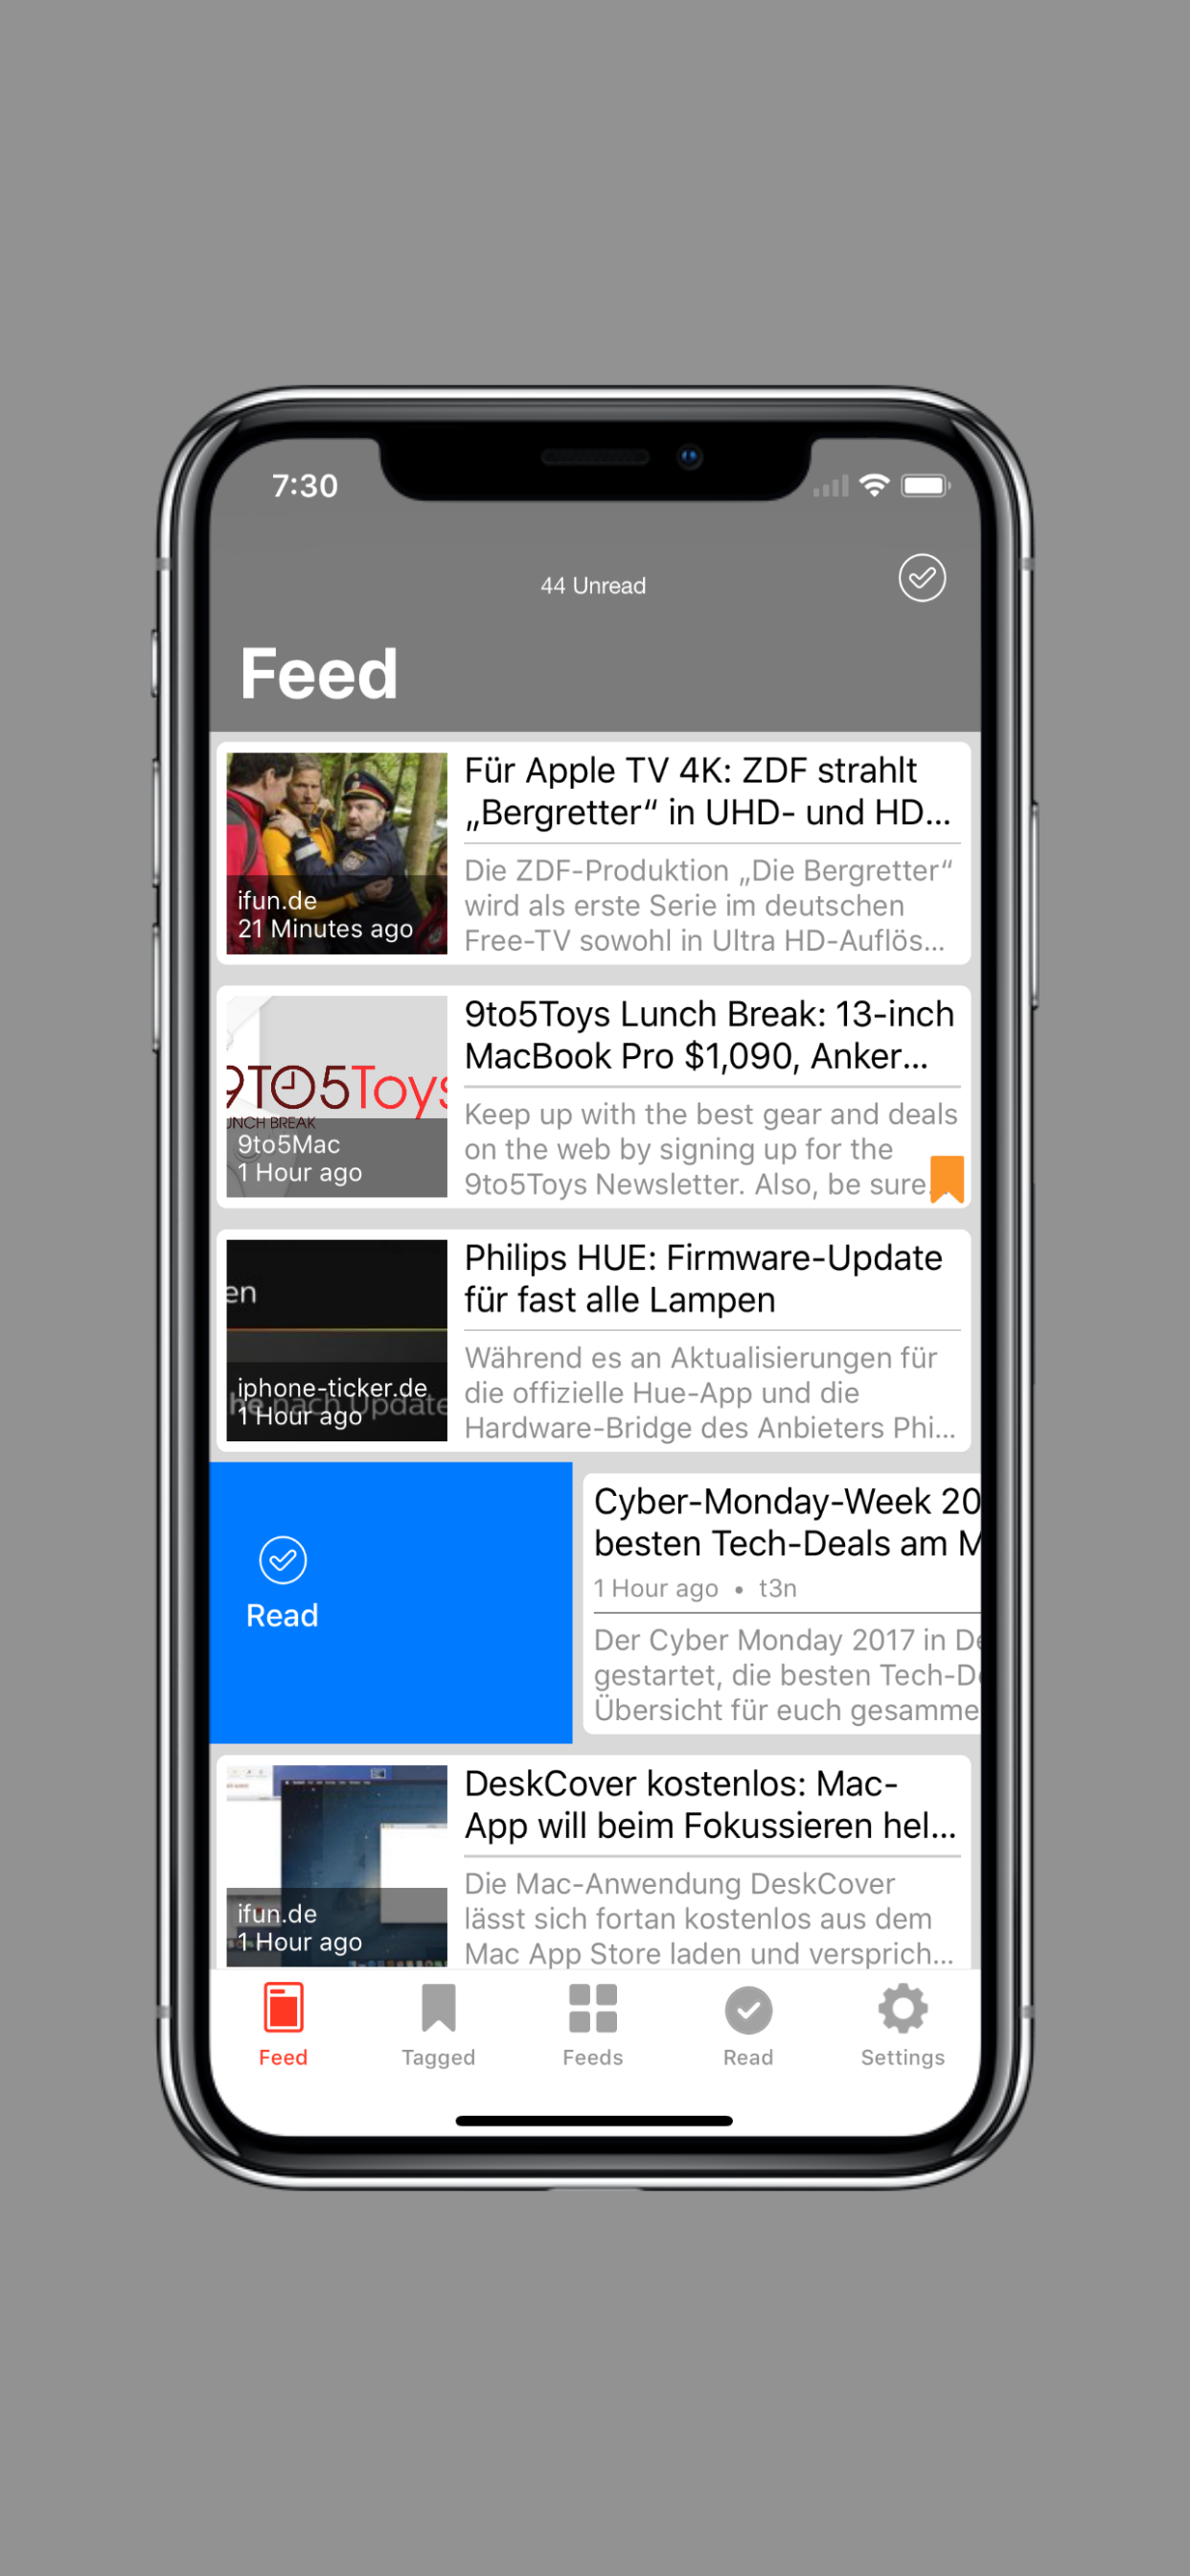 7:30
44 Unread
Feed
Für Apple TV 4K: ZDF strahlt
„Bergretter“ in UHD- und HD...
Die ZDF-Produktion „Die Bergretter“
wird als erste Serie im deutschen
Free-TV sowohl in Ultra HD-Auflös...
ifun.de
21 Minutes ago
9to5Toys Lunch Break: 13-inch
MacBook Pro $1,090, Anker...
Keep up with the best gear and deals
on the web by signing up for the
9to5Toys Newsletter. Also, be sure
9TO5Toys
UNCH BREAK
9to5Mac
1 Hour ago
Philips HUE: Firmware-Update
für fast alle Lampen
Während es an Aktualisierungen für
die offizielle Hue-App und die
Hardware-Bridge des Anbieters Phi...
en
he nach Update
iphone-ticker.de
1 Hour ago
Read
Cyber-Monday-Week 20
besten Tech-Deals am M
1 Hour ago • t3n
Der Cyber Monday 2017 in De
gestartet, die besten Tech-D
Übersicht für euch gesamme
DeskCover kostenlos: Mac-
App will beim Fokussieren hel...
Die Mac-Anwendung DeskCover
lässt sich fortan kostenlos aus dem
Mac App Store laden und versprich...
ifun.de
1 Hour ago
Feed
Tagged
Feeds
Read
Settings